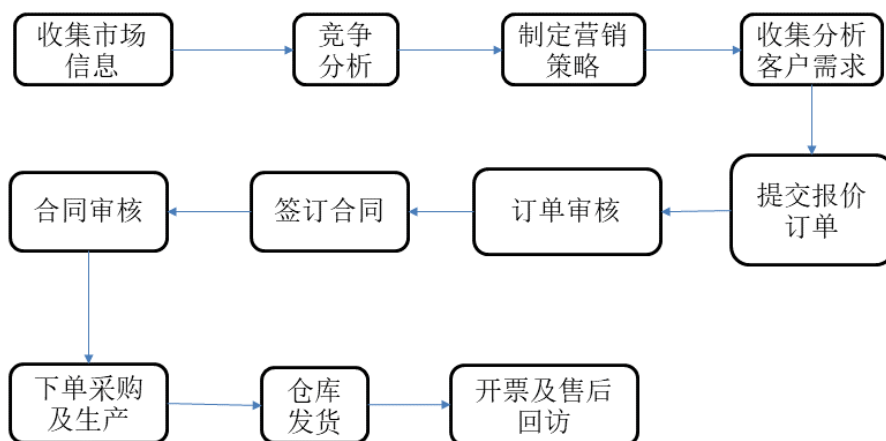 收集市场
信息
竞争
分析
制定营销
策略
收集分析
客户需求
提交报价
订单
订单审核
签订合同
合同审核
下单采购
及生产
仓库
发货
开票及售后
回访